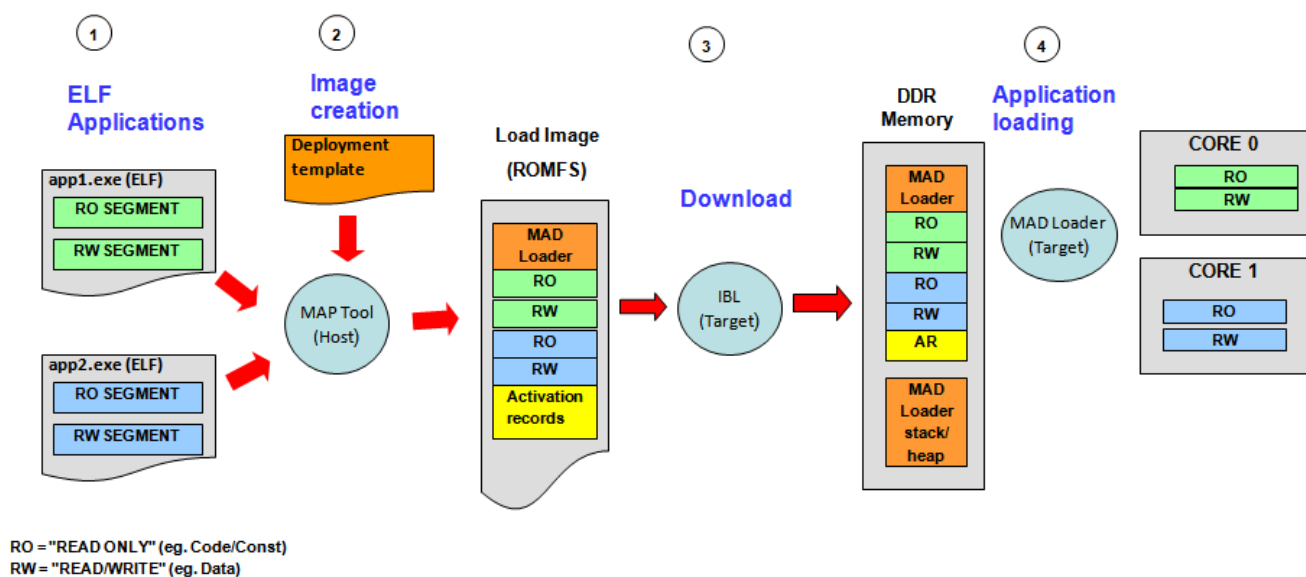 1
ELF
Applications
app1.exe (ELF)
RO SEGMENT
RW SEGMENT
app2.exe (ELF)
RO SEGMENT
RW SEGMENT
2
Image
creation
Deployment
template
MAP Tool
(Host)
Load Image
(ROMFS)
MAD
Loader
RO
RW
RO
RW
Activation
records
3
Download
IBL
(Target)
DDR
Memory
MAD
Loader
RO
RW
RO
RW
AR
MAD
Loader
stack/
heap
4
Application
loading
MAD Loader
(Target)
CORE 0
RO
RW
CORE 1
RO
RW
RO = "READ ONLY" (eg. Code/Const)
RW = "READ/WRITE" (eg. Data)